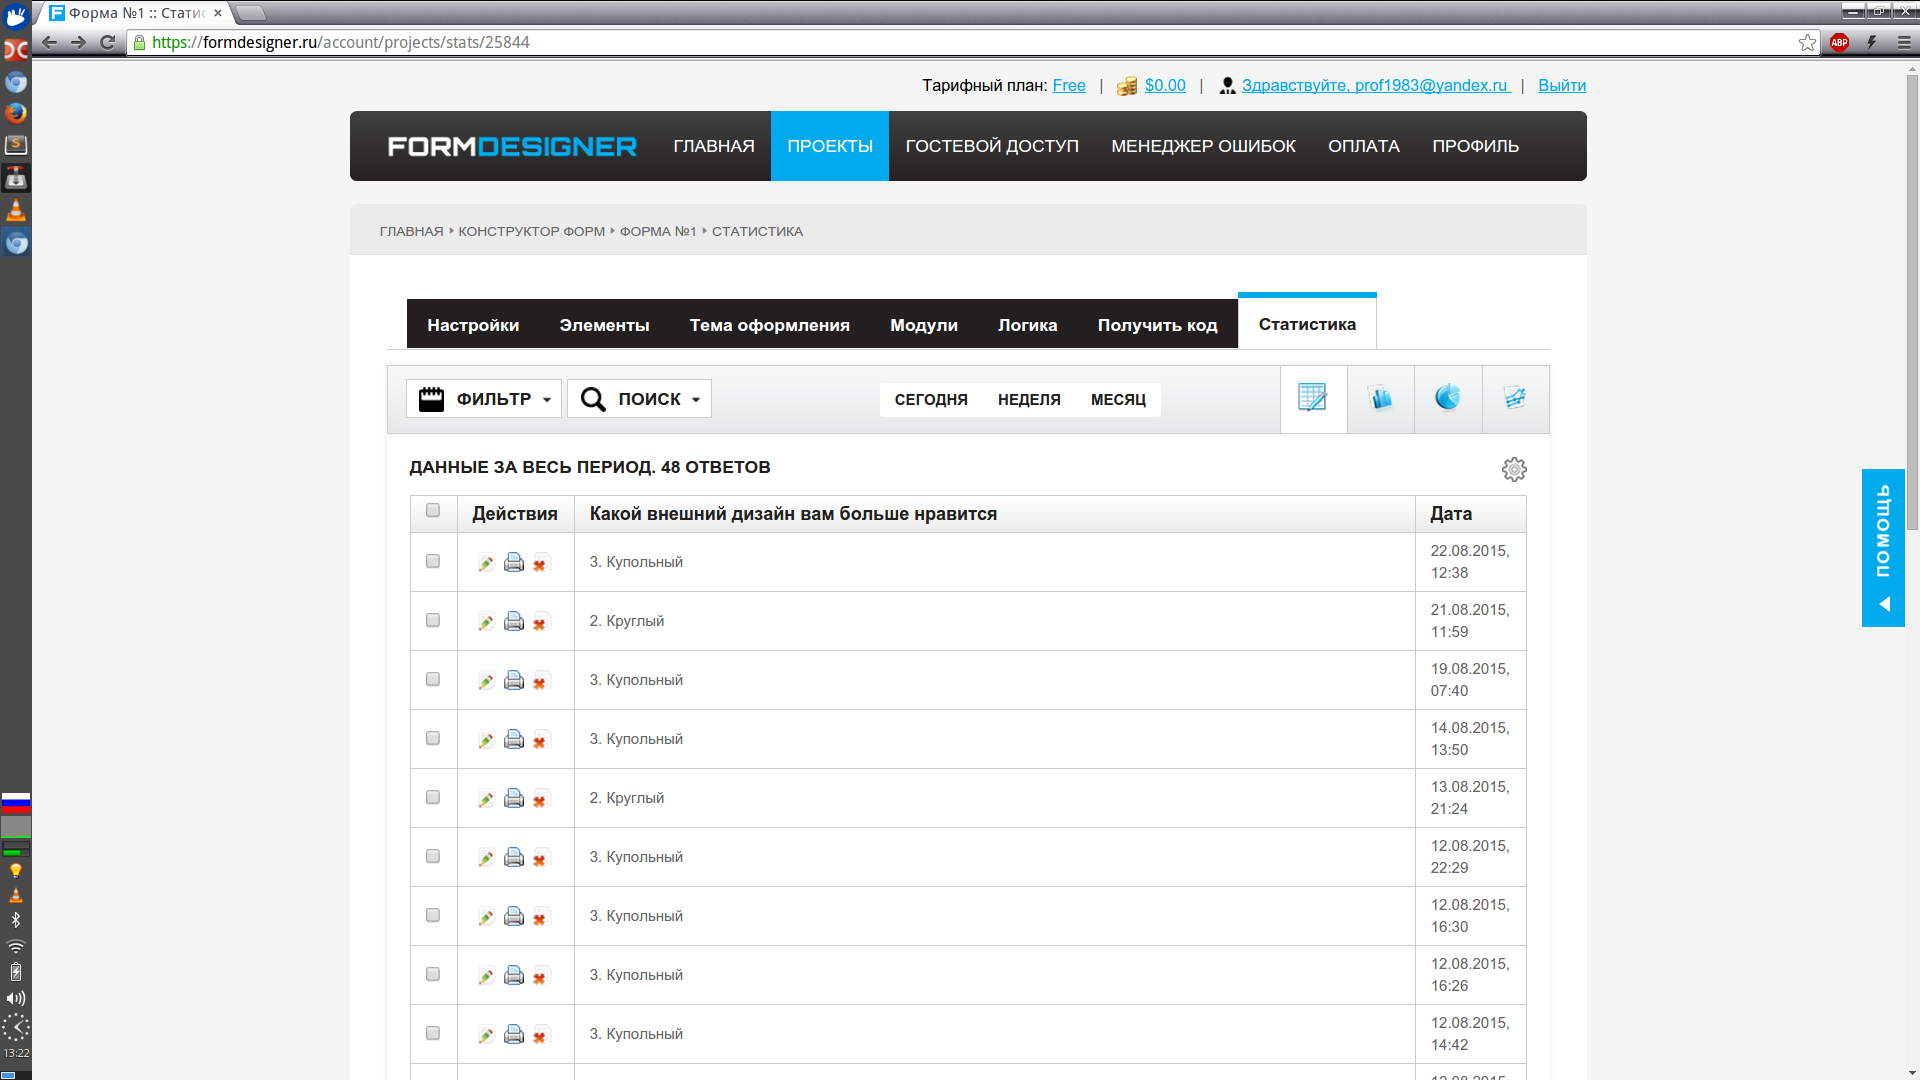 Форма №1 :: Стати
https://formdesigner.ru/account/projects/stats/25844
ABP
Тарифный план: Free | $0.00 | Здравствуйте, prof1983@yandex.ru | Выйти
FORMDESIGNER ГЛАВНАЯ ПРОЕКТЫ ГОСТЕВОЙ ДОСТУП МЕНЕДЖЕР ОШИБОК ОПЛАТА ПРОФИЛЬ
ГЛАВНАЯ КОНСТРУКТОР ФОРМ ФОРМА №1 СТАТИСТИКА
Настройки Элементы Тема оформления Модули Логика Получить код Статистика
ФИЛЬТР ПОИСК СЕГОДНЯ НЕДЕЛЯ МЕСЯЦ
ДАННЫЕ ЗА ВЕСЬ ПЕРИОД. 48 ОТВЕТОВ
Действия Какой внешний дизайн вам больше нравится Дата
3. Купольный 22.08.2015, 12:38
2. Круглый 21.08.2015, 11:59
3. Купольный 19.08.2015, 07:40
3. Купольный 14.08.2015, 13:50
2. Круглый 13.08.2015, 21:24
3. Купольный 12.08.2015, 22:29
3. Купольный 12.08.2015, 16:30
3. Купольный 12.08.2015, 16:26
3. Купольный 12.08.2015, 14:42
ПОМОЩЬ
13:22